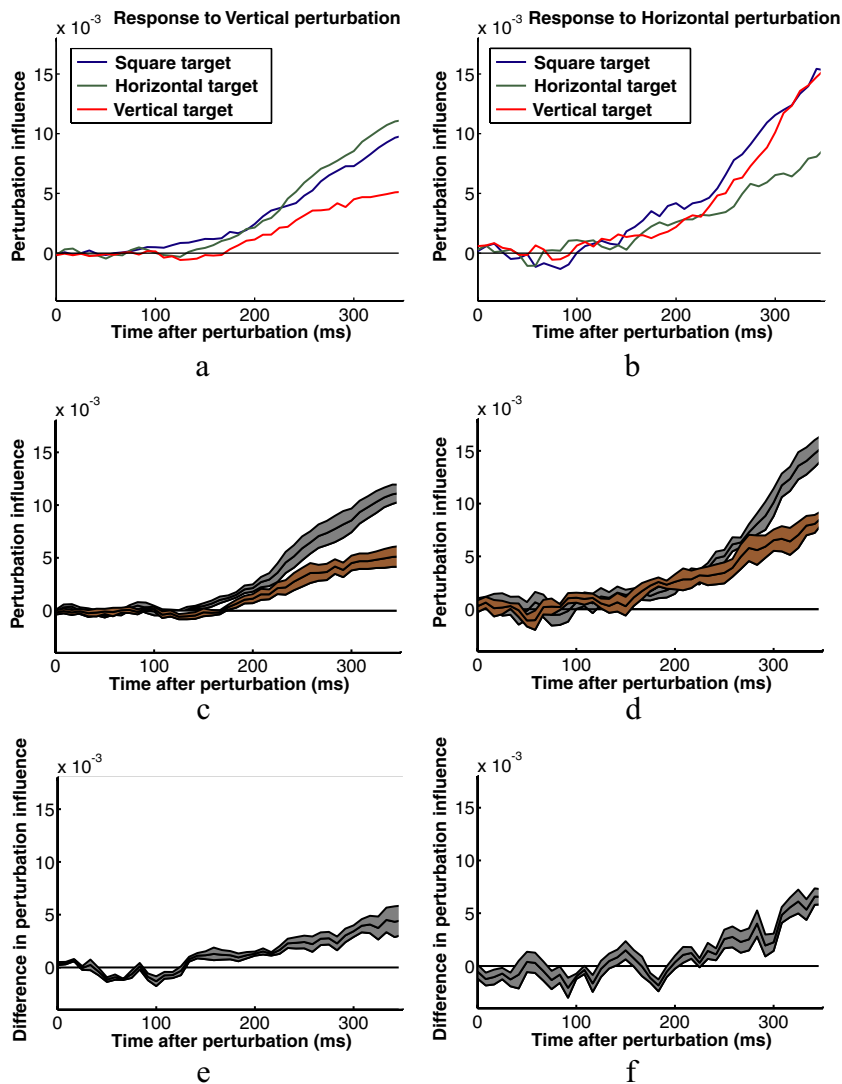 x 10⁻³ Response to Vertical perturbation
Square target
Horizontal target
Vertical target
Perturbation influence
15
10
5
0
0 100 200 300
Time after perturbation (ms)
a
x 10⁻³ Response to Horizontal perturbation
Square target
Horizontal target
Vertical target
Perturbation influence
15
10
5
0
0 100 200 300
Time after perturbation (ms)
b
x 10⁻³
Perturbation influence
15
10
5
0
0 100 200 300
Time after perturbation (ms)
c
x 10⁻³
Perturbation influence
15
10
5
0
0 100 200 300
Time after perturbation (ms)
d
x 10⁻³
Difference in perturbation influence
15
10
5
0
0 100 200 300
Time after perturbation (ms)
e
x 10⁻³
Difference in perturbation influence
15
10
5
0
0 100 200 300
Time after perturbation (ms)
f